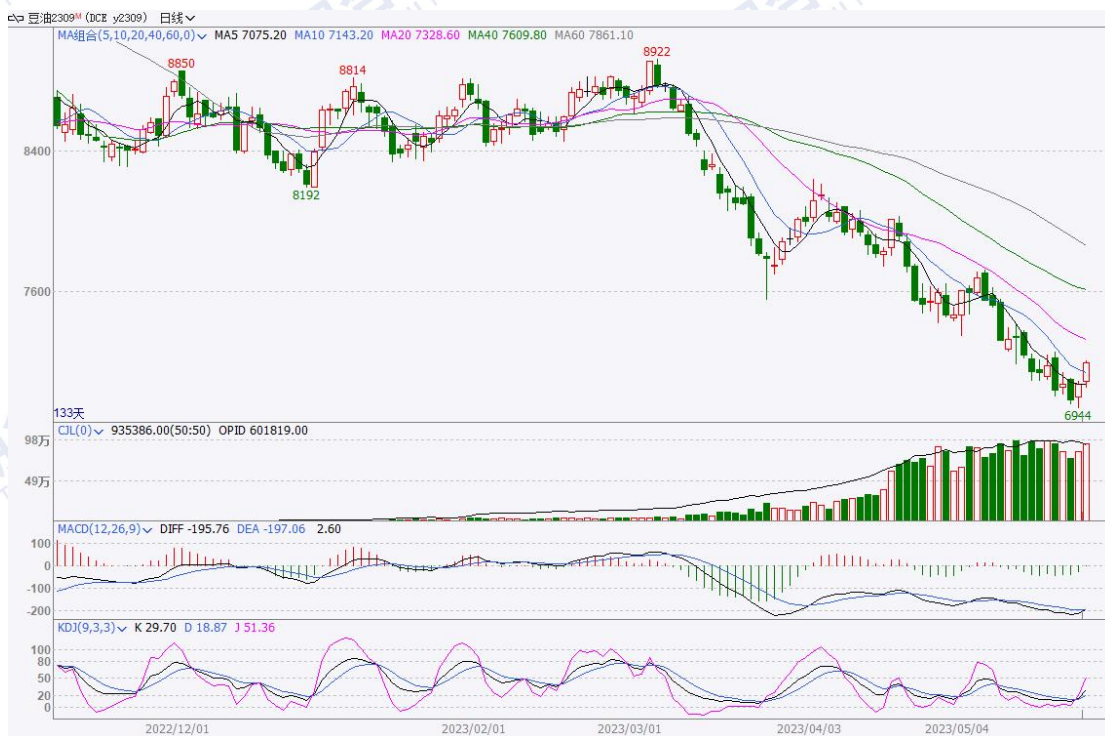 豆油2309M (DCE y2309) 日线
MA组合(5,10,20,40,60,0) MA5 7075.20 MA10 7143.20 MA20 7328.60 MA40 7609.80 MA60 7861.10
8922
8850
8814
8400
8192
7600
6944
133天
CJL(0) 935386.00(50:50) OPID 601819.00
98万
49万
MACD(12,26,9) DIFF -195.76 DEA -197.06 2.60
100
0
-100
-200
KDJ(9,3,3) K 29.70 D 18.87 J 51.36
100
80
50
20
0
2022/12/01 2023/02/01 2023/03/01 2023/04/03 2023/05/04